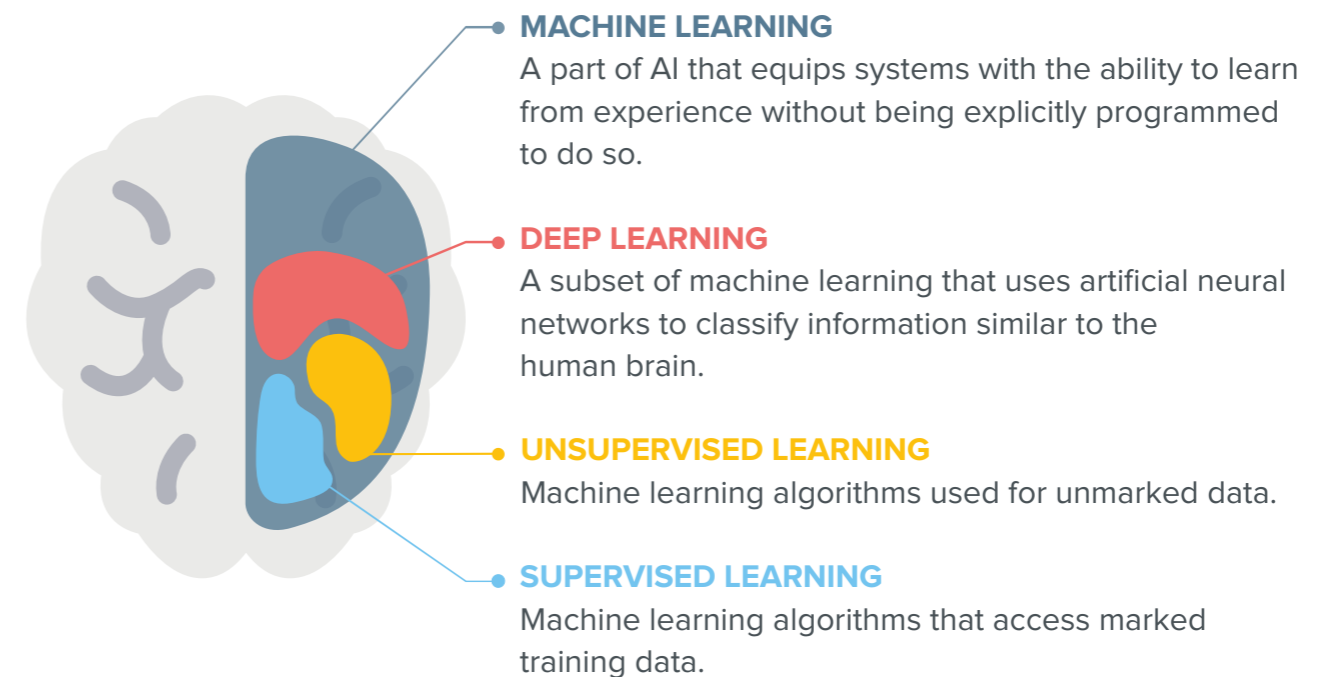 MACHINE LEARNING
A part of AI that equips systems with the ability to learn
from experience without being explicitly programmed
to do so.
DEEP LEARNING
A subset of machine learning that uses artificial neural
networks to classify information similar to the
human brain.
UNSUPERVISED LEARNING
Machine learning algorithms used for unmarked data.
SUPERVISED LEARNING
Machine learning algorithms that access marked
training data.